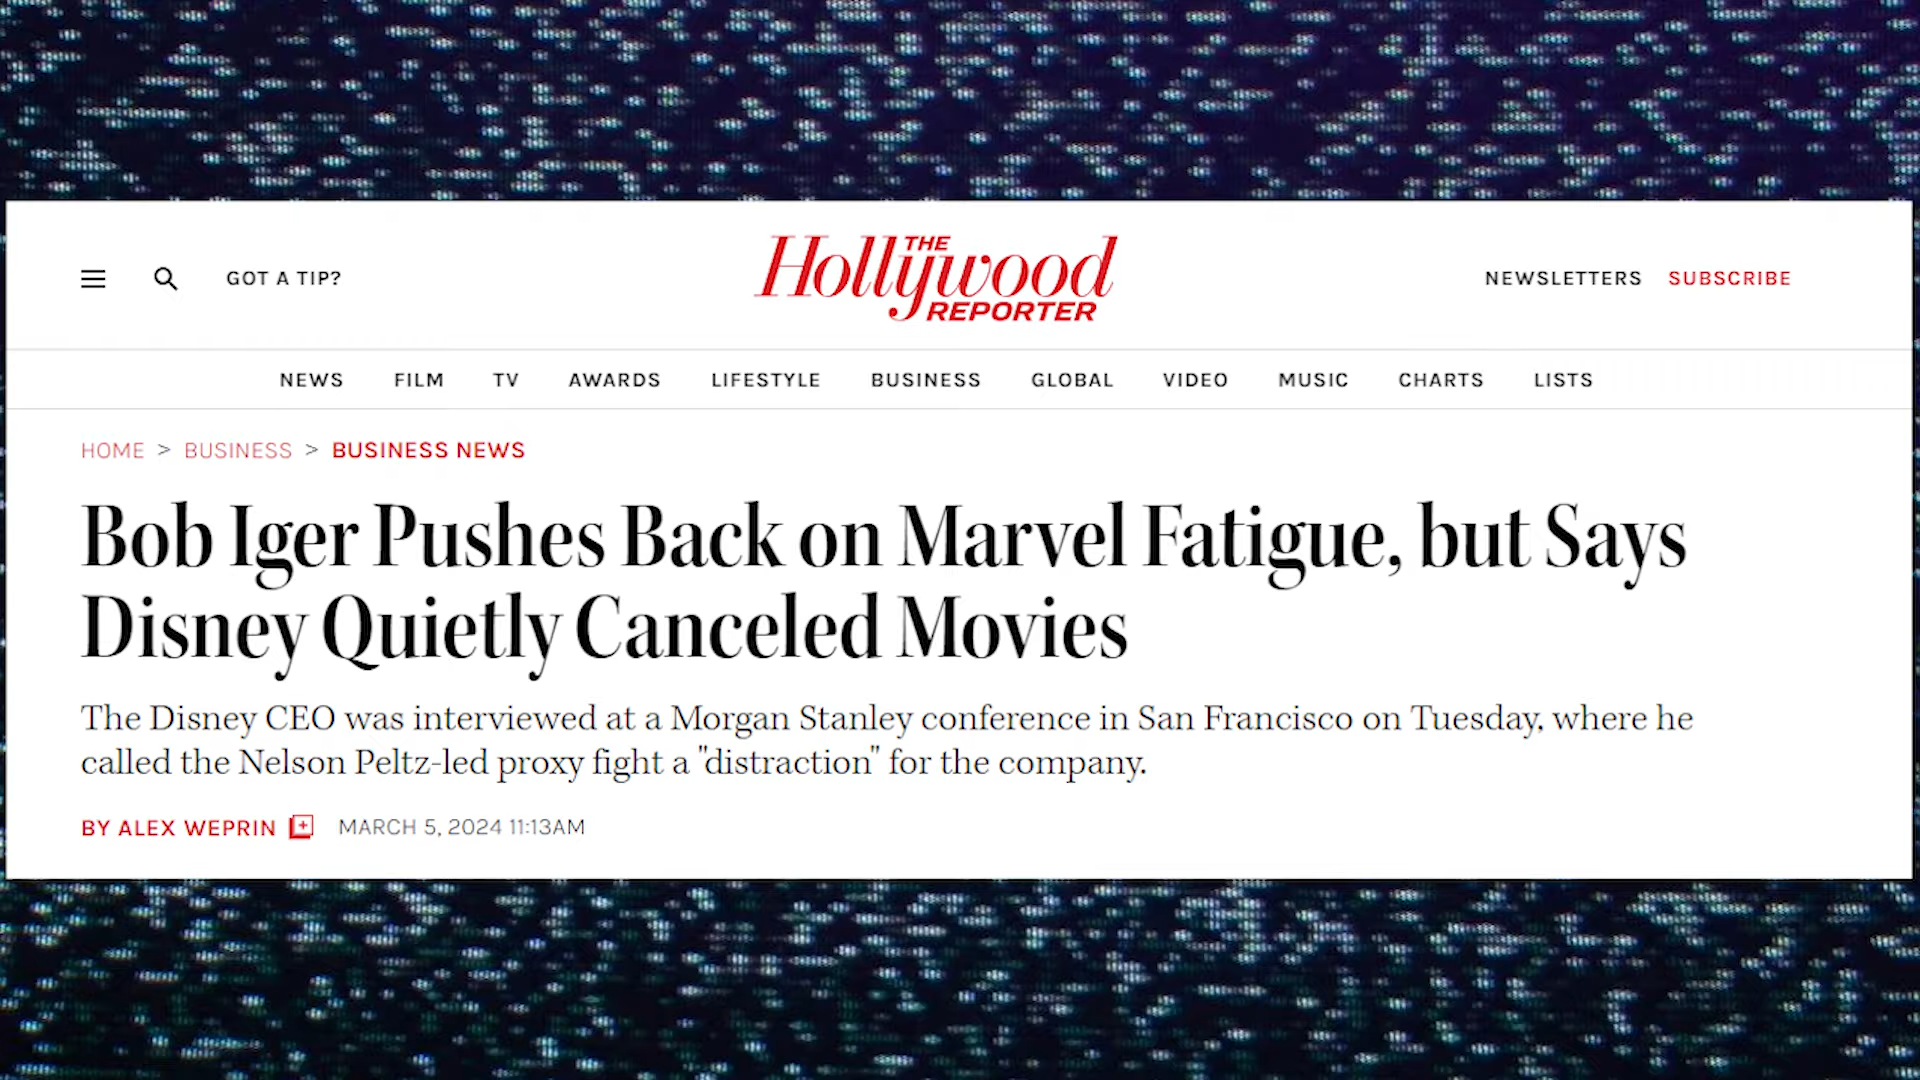 GOT A TIP?
THE
Hollywood
REPORTER
NEWSLETTERS SUBSCRIBE
NEWS FILM TV AWARDS LIFESTYLE BUSINESS GLOBAL VIDEO MUSIC CHARTS LISTS
HOME > BUSINESS > BUSINESS NEWS
Bob Iger Pushes Back on Marvel Fatigue, but Says
Disney Quietly Canceled Movies
The Disney CEO was interviewed at a Morgan Stanley conference in San Francisco on Tuesday, where he
called the Nelson Peltz-led proxy fight a "distraction" for the company.
BY ALEX WEPRIN MARCH 5, 2024 11:13AM